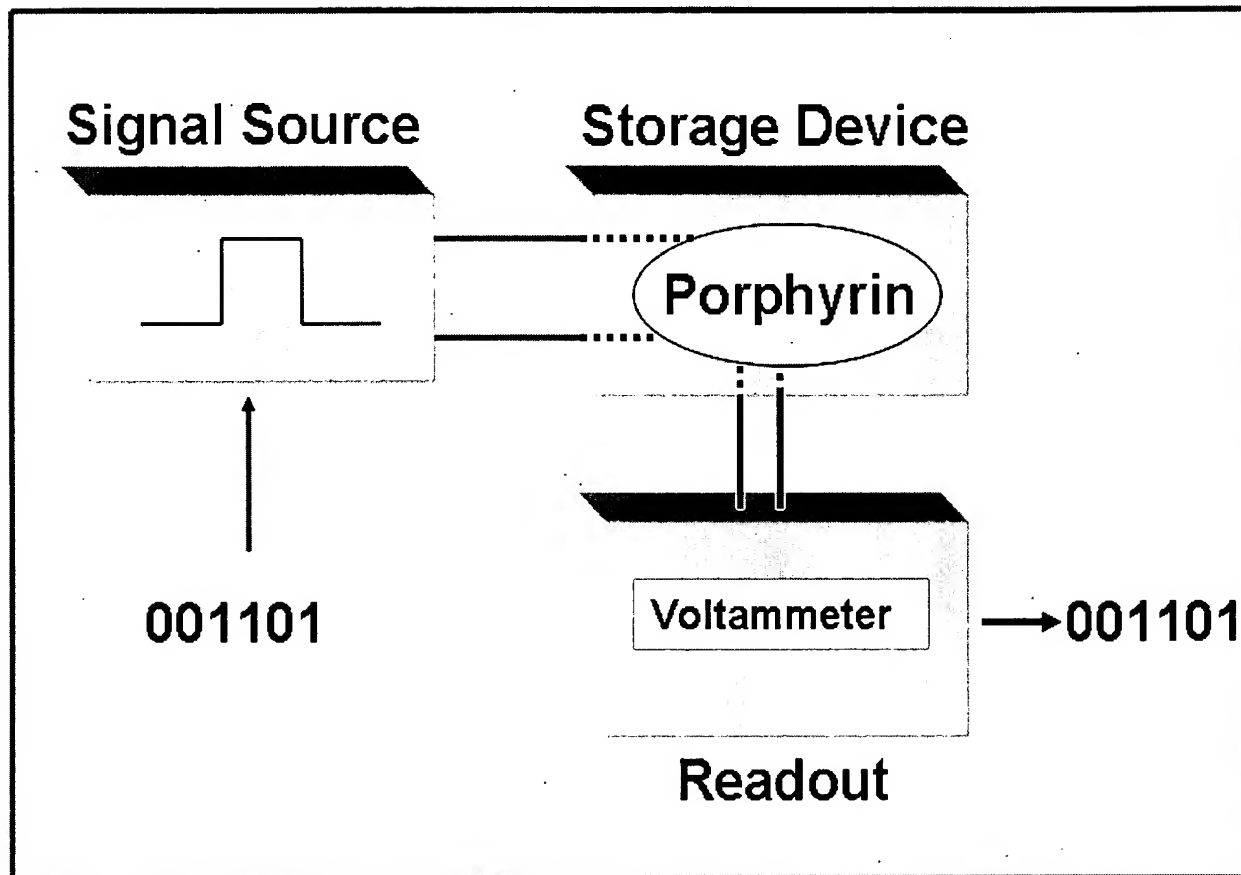 Signal Source
Storage Device
Porphyrin
001101
Voltammeter
001101
Readout